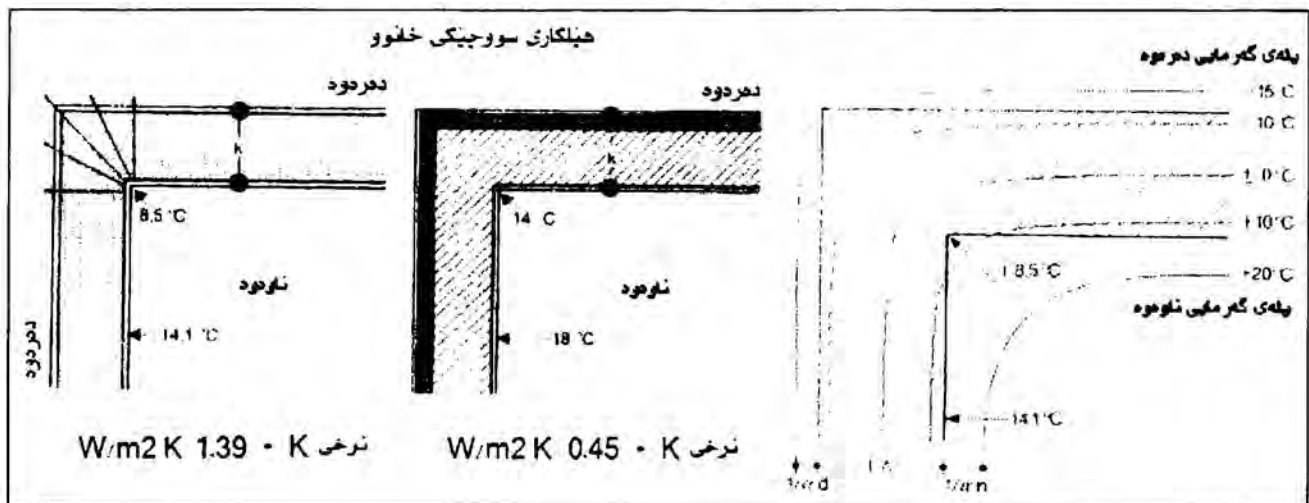 هێلکاری سووچێکی خانوو
دەرەوە
k
8.5 °C
ناوەوە
14.1 °C
دەرەوە
نرخی K = 1.39 W/m2 K
دەرەوە
k
14 C
ناوەوە
18 °C
نرخی K = 0.45 W/m2 K
پلەی گەرمایی دەرەوە
15 C
10 C
± 0 °C
+10 °C
+ 8.5 °C
+20 °C
پلەی گەرمایی ناوەوە
14.1 °C